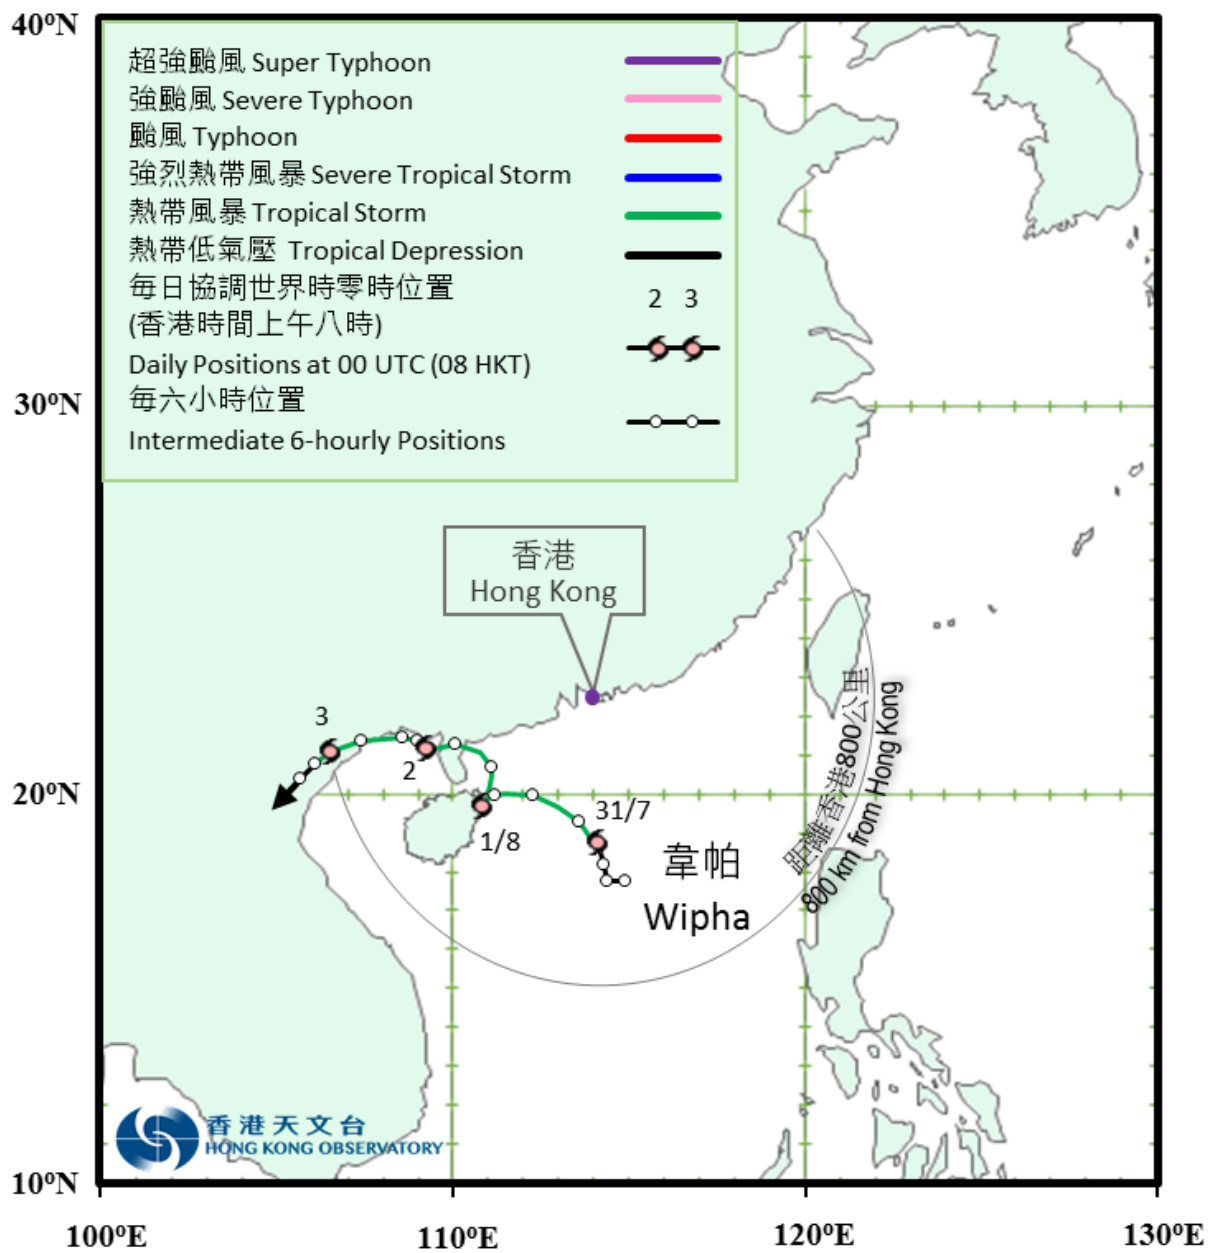 40ºN
超強颱風 Super Typhoon
強颱風 Severe Typhoon
颱風 Typhoon
強烈熱帶風暴 Severe Tropical Storm
熱帶風暴 Tropical Storm
熱帶低氣壓 Tropical Depression
每日協調世界時零時位置
(香港時間上午八時)
Daily Positions at 00 UTC (08 HKT)
2 3
每六小時位置
Intermediate 6-hourly Positions
30ºN
香港
Hong Kong
距離香港800公里
800 km from Hong Kong
3
2
20ºN
1/8
31/7
韋帕
Wipha
香港天文台
HONG KONG OBSERVATORY
10ºN
100ºE
110ºE
120ºE
130ºE